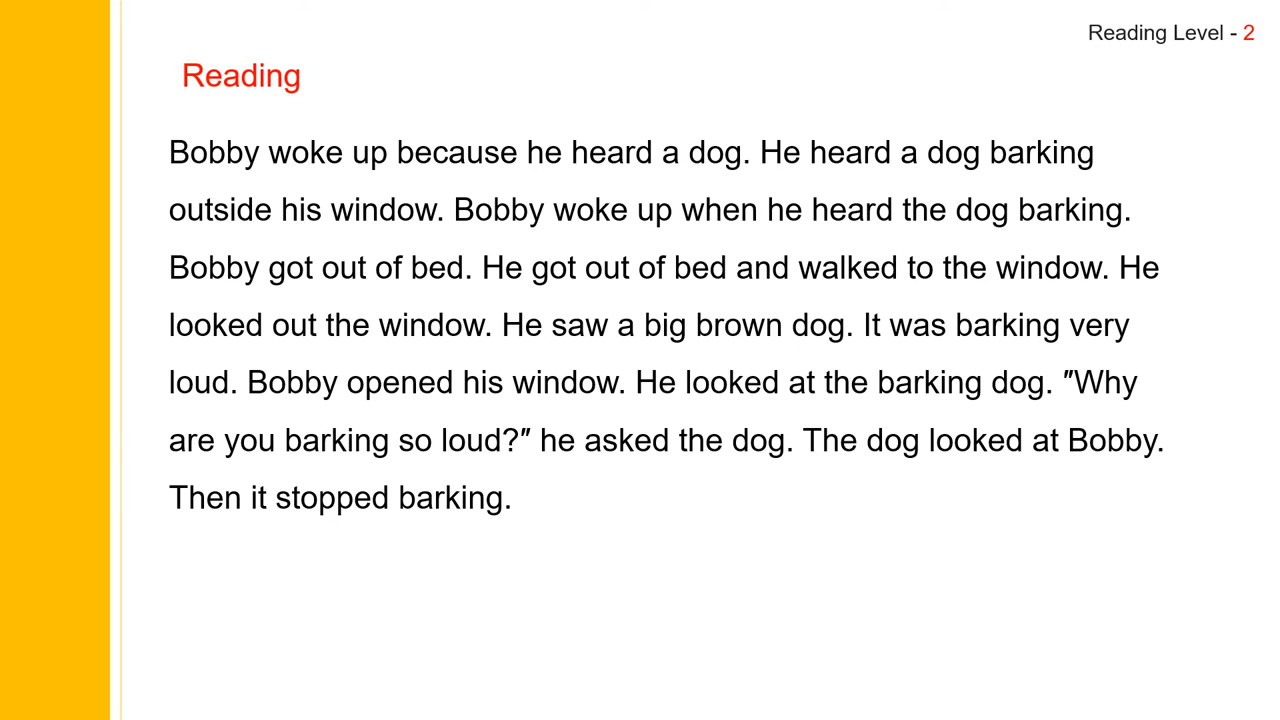 Reading Level - 2
Reading
Bobby woke up because he heard a dog. He heard a dog barking
outside his window. Bobby woke up when he heard the dog barking.
Bobby got out of bed. He got out of bed and walked to the window. He
looked out the window. He saw a big brown dog. It was barking very
loud. Bobby opened his window. He looked at the barking dog. "Why
are you barking so loud?" he asked the dog. The dog looked at Bobby.
Then it stopped barking.